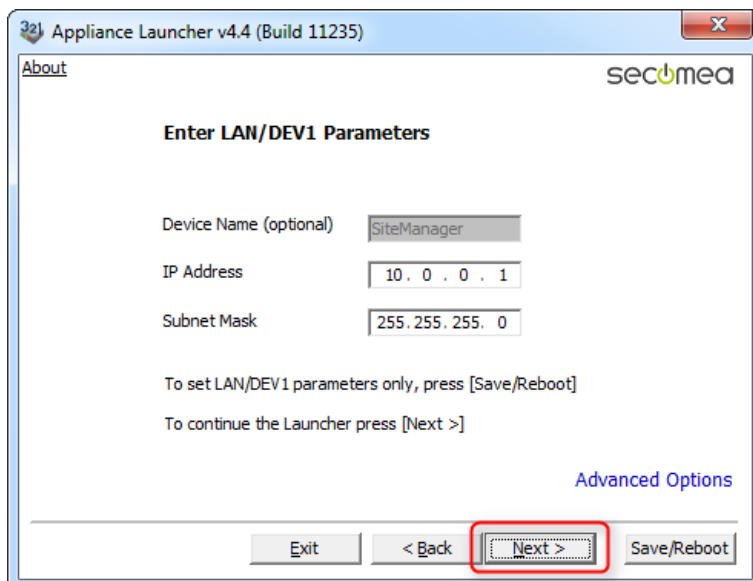 321 Appliance Launcher v4.4 (Build 11235)
X
About
secomea
Enter LAN/DEV1 Parameters
Device Name (optional) SiteManager
IP Address 10 . 0 . 0 . 1
Subnet Mask 255.255.255. 0
To set LAN/DEV1 parameters only, press [Save/Reboot]
To continue the Launcher press [Next >]
Advanced Options
Exit < Back Next > Save/Reboot